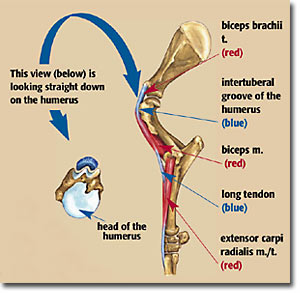 This view (below) is
looking straight down
on the humerus
head of the
humerus
biceps brachii
t.
(red)
intertuberal
groove of the
humerus
(blue)
biceps m.
(red)
long tendon
(blue)
extensor carpi
radialis m./t.
(red)